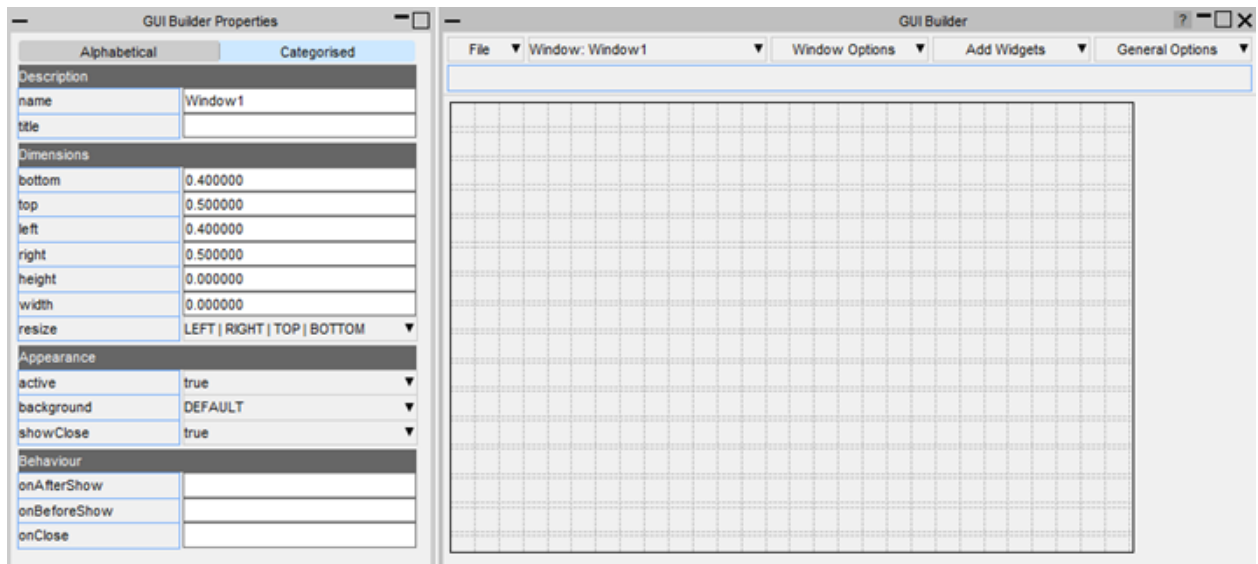 GUI Builder Properties
Alphabetical Categorised
Description
name Window1
title
Dimensions
bottom 0.400000
top 0.500000
left 0.400000
right 0.500000
height 0.000000
width 0.000000
resize LEFT | RIGHT | TOP | BOTTOM
Appearance
active true
background DEFAULT
showClose true
Behaviour
onAfterShow
onBeforeShow
onClose
GUI Builder ?
File Window: Window1 Window Options Add Widgets General Options